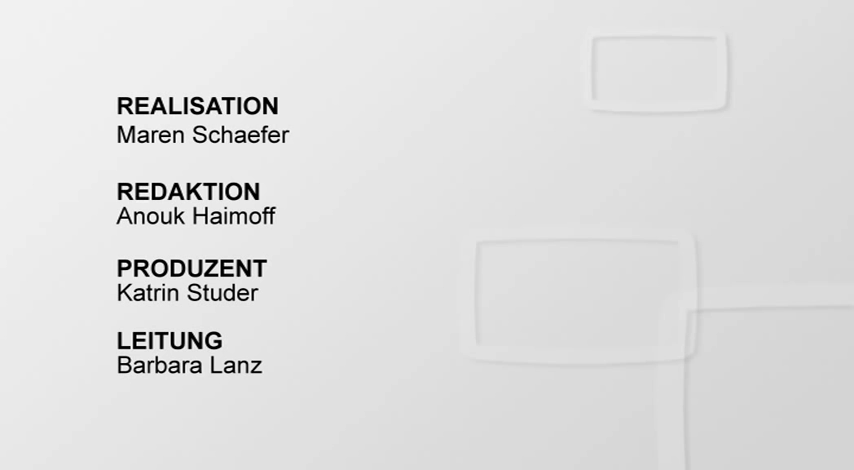 REALISATION
Maren Schaefer
REDAKTION
Anouk Haimoff
PRODUZENT
Katrin Studer
LEITUNG
Barbara Lanz